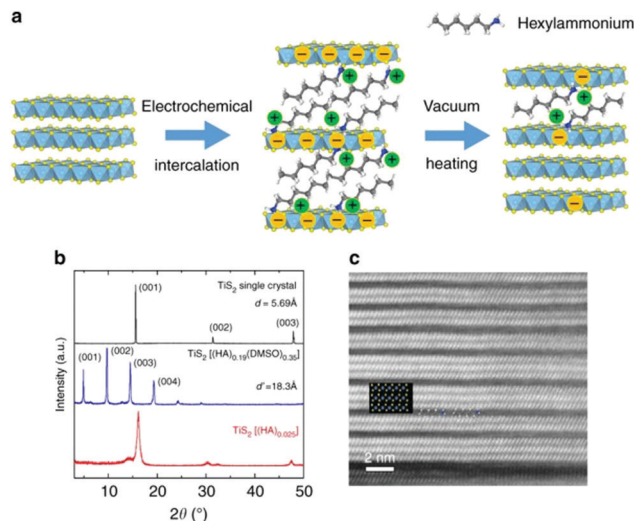 a
Hexylammonium
Electrochemical
intercalation
Vacuum
heating
b
TiS2 single crystal
d = 5.69Å
(001)
(002)
(003)
TiS2 [(HA)0.19(DMSO)0.35]
d′=18.3Å
(001)
(002)
(003)
(004)
TiS2 [(HA)0.025]
Intensity (a.u.)
10 20 30 40 50
2θ (°)
c
2 nm